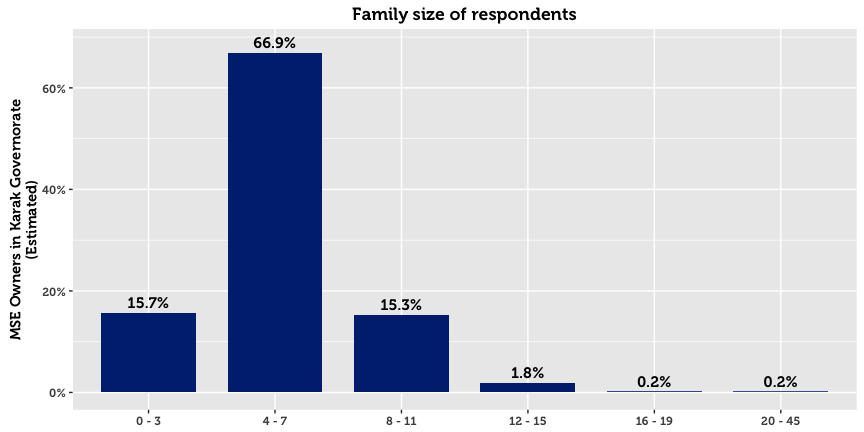 Family size of respondents
MSE Owners in Karak Governorate
(Estimated)
60%
40%
20%
0%
15.7%
66.9%
15.3%
1.8%
0.2%
0.2%
0 - 3
4 - 7
8 - 11
12 - 15
16 - 19
20 - 45